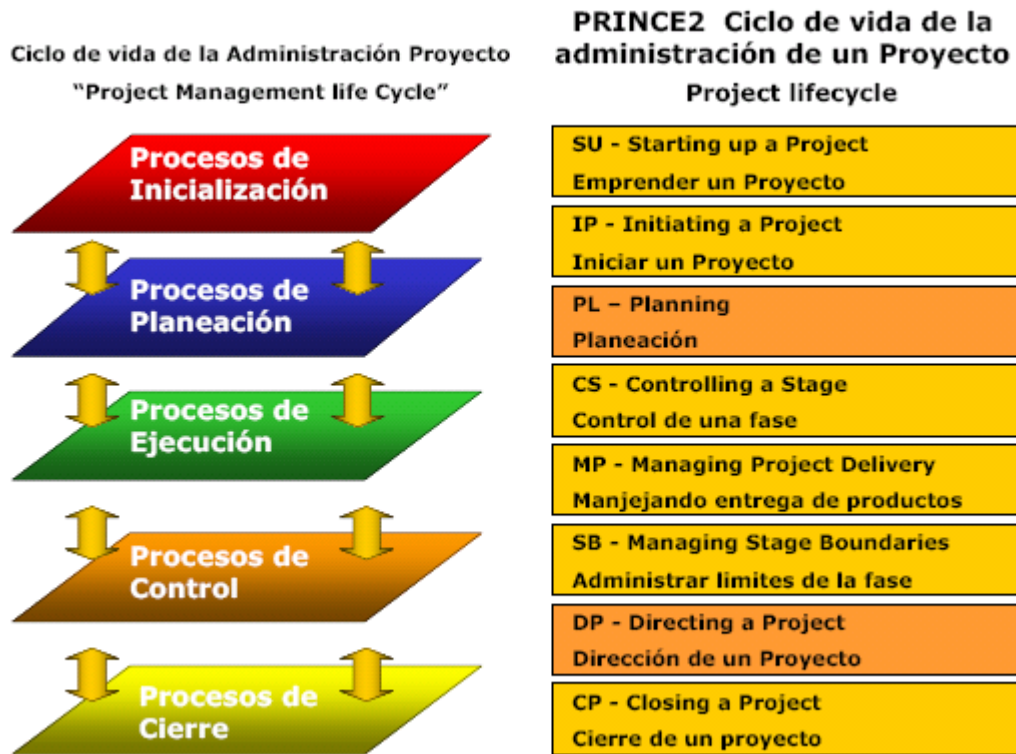 Ciclo de vida de la Administración Proyecto
“Project Management life Cycle”
Procesos de
Inicialización
Procesos de
Planeación
Procesos de
Ejecución
Procesos de
Control
Procesos de
Cierre
PRINCE2 Ciclo de vida de la
administración de un Proyecto
Project lifecycle
SU - Starting up a Project
Emprender un Proyecto
IP - Initiating a Project
Iniciar un Proyecto
PL – Planning
Planeación
CS - Controlling a Stage
Control de una fase
MP - Managing Project Delivery
Manjejando entrega de productos
SB - Managing Stage Boundaries
Administrar limites de la fase
DP - Directing a Project
Dirección de un Proyecto
CP - Closing a Project
Cierre de un proyecto